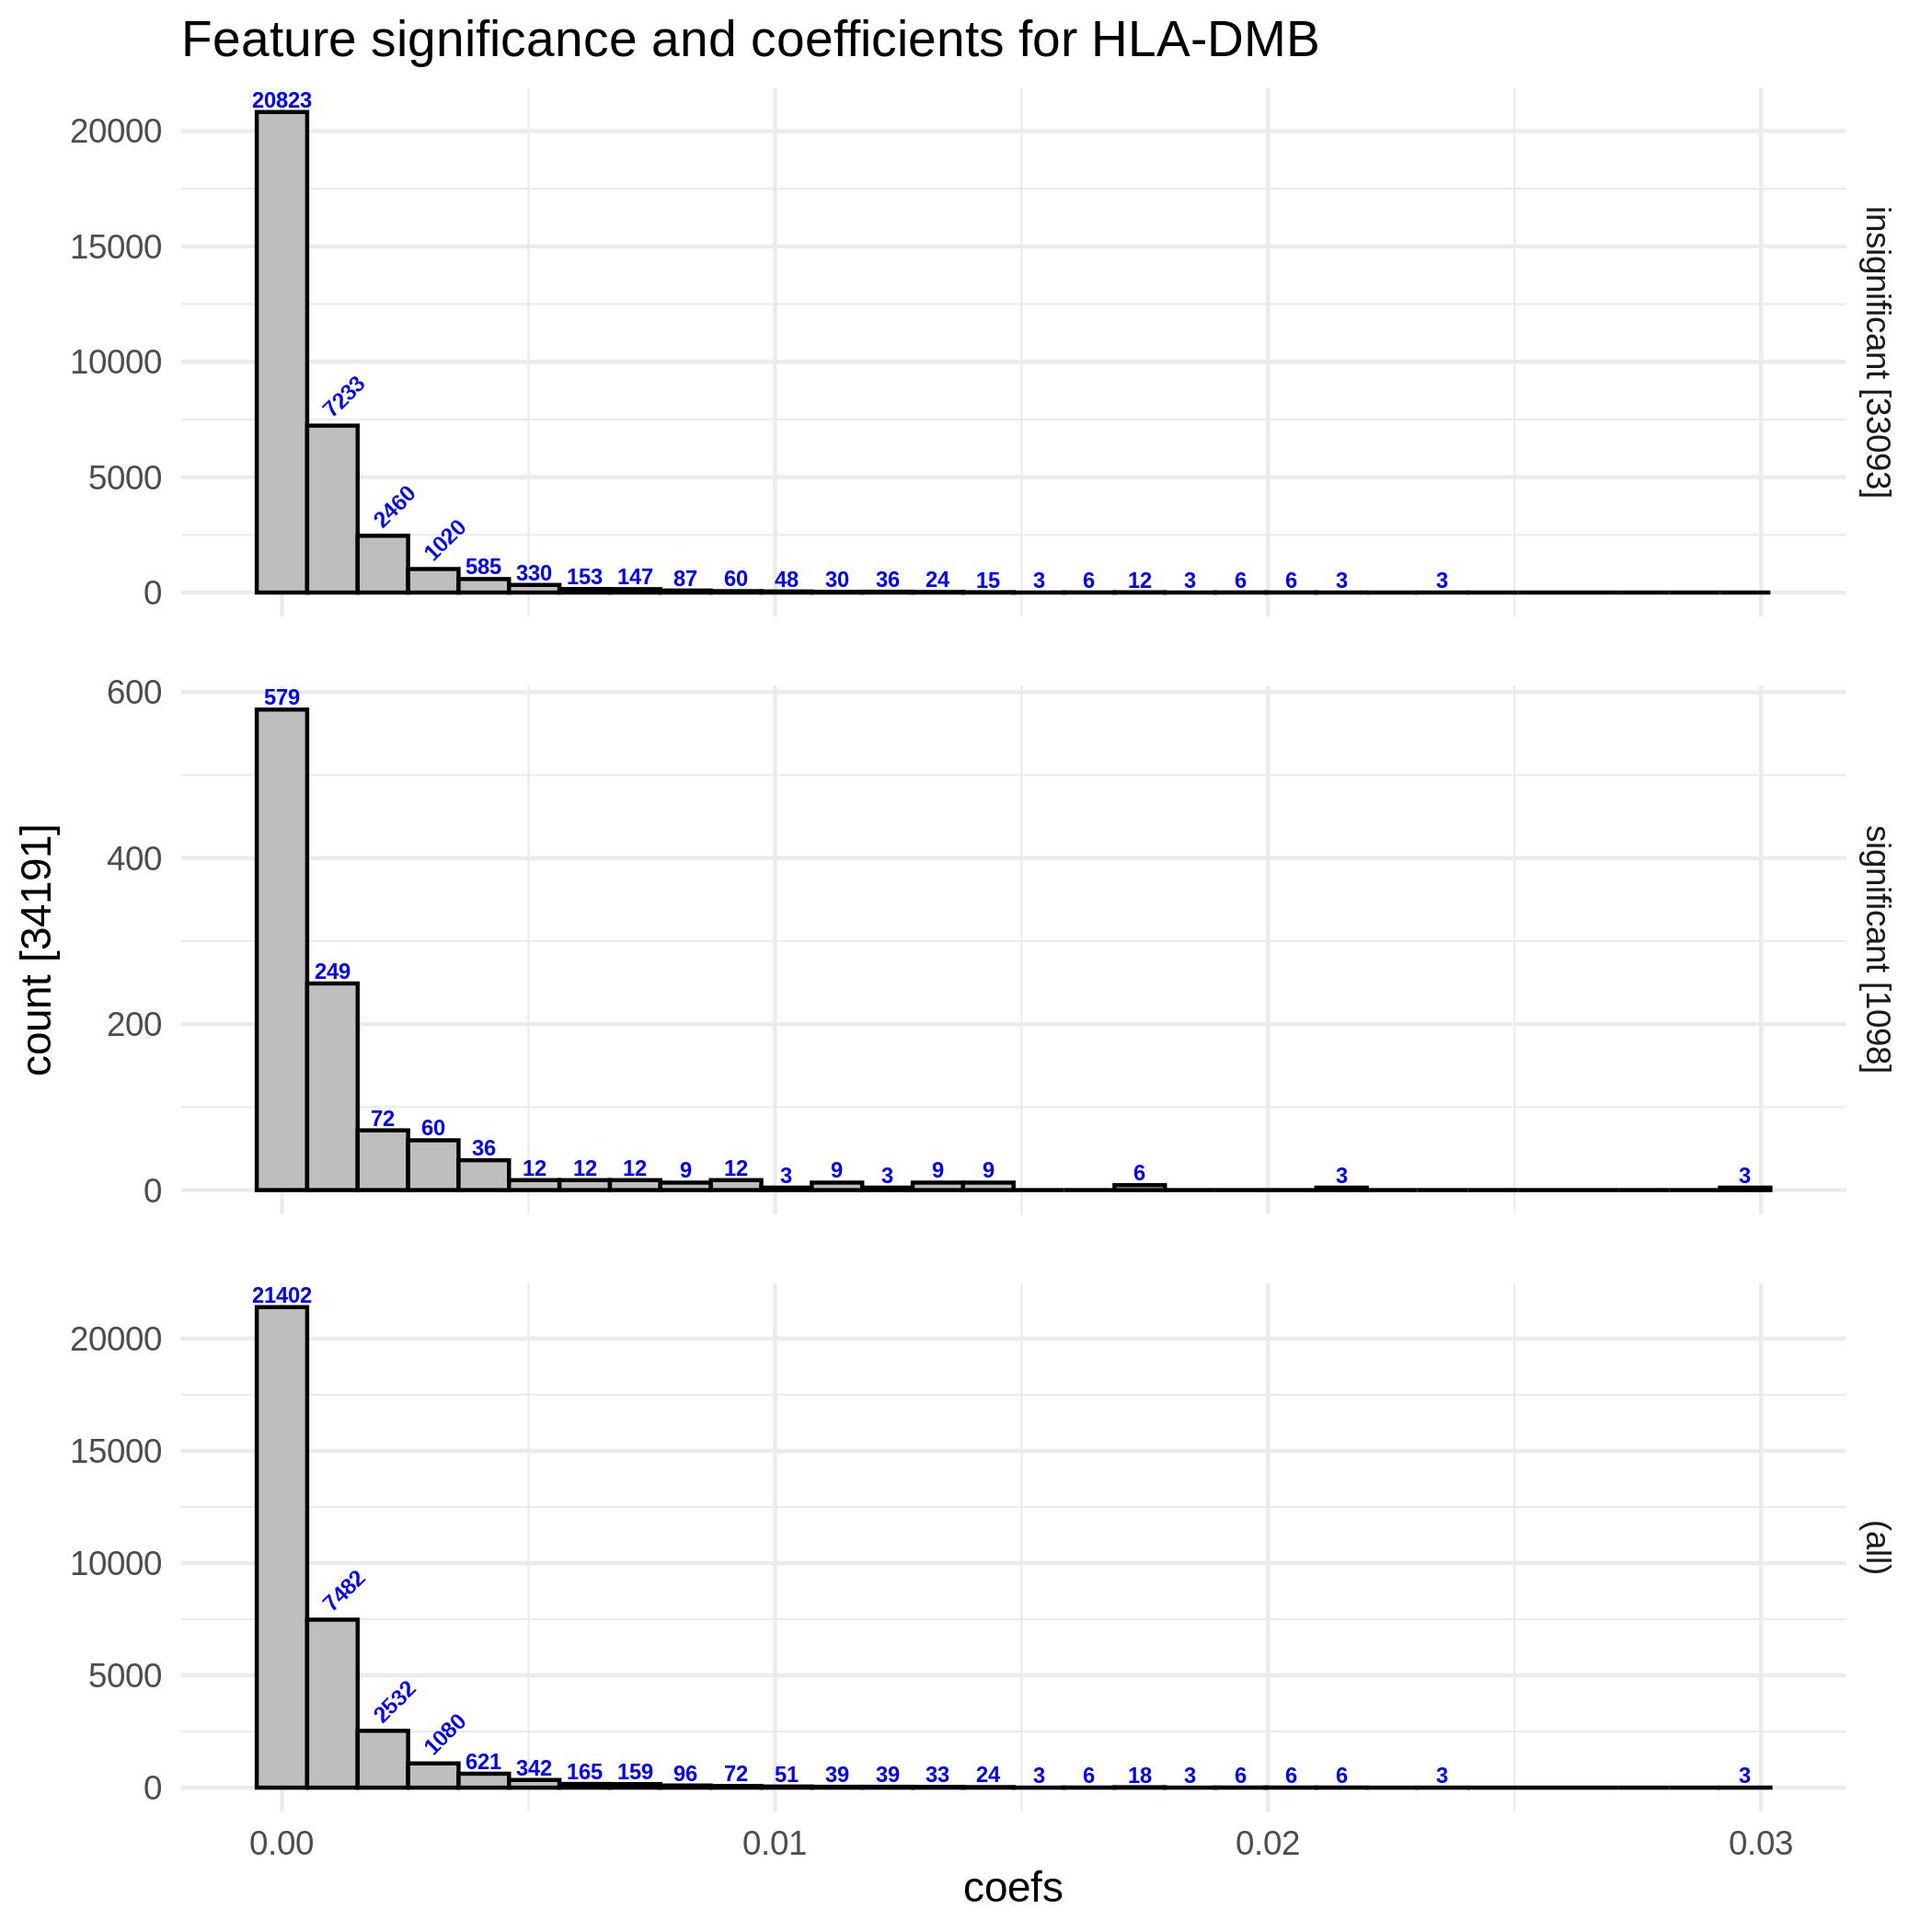 Feature significance and coefficients for HLA-DMB
20823
20000
15000
10000
7233
5000
2460
1020
585 330 153 147 87 60 48 30 36 24 15 3 6 12 3 6 6 3 3
0
insignificant [33093]
600
579
400
249
200
72 60 36 12 12 12 9 12 3 9 3 9 9 6 3 3
0
significant [1098]
count [34191]
21402
20000
15000
10000
7482
5000
2532
1080
621 342 165 159 96 72 51 39 39 33 24 3 6 18 3 6 6 6 3 3
0
(all)
0.00 0.01 0.02 0.03
coefs